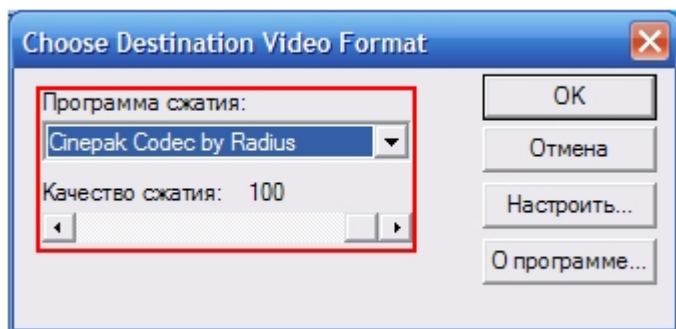 Choose Destination Video Format
Программа сжатия:
Cinepak Codec by Radius
Качество сжатия: 100
OK
Отмена
Настроить...
О программе...